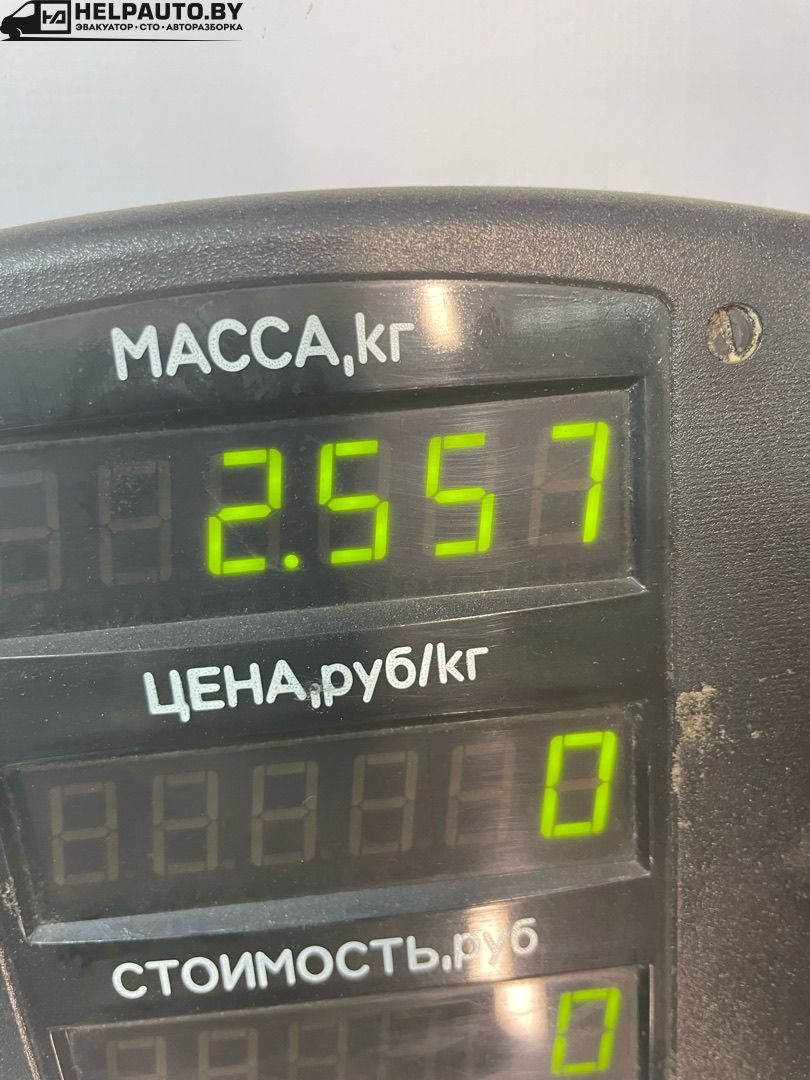 HELPAUTO.BY
ЭВАКУАТОР • СТО • АВТОРАЗБОРКА
МАССА,кг
2.557
ЦЕНА,руб/кг
0
СТОИМОСТЬ,руб
0